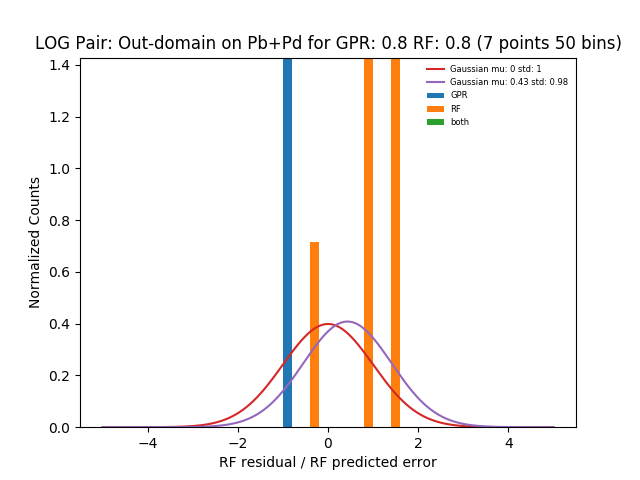 LOG Pair: Out-domain on Pb+Pd for GPR: 0.8 RF: 0.8 (7 points 50 bins)
Gaussian mu: 0 std: 1
Gaussian mu: 0.43 std: 0.98
GPR
RF
both
Normalized Counts
1.4
1.2
1.0
0.8
0.6
0.4
0.2
0.0
−4 −2 0 2 4
RF residual / RF predicted error